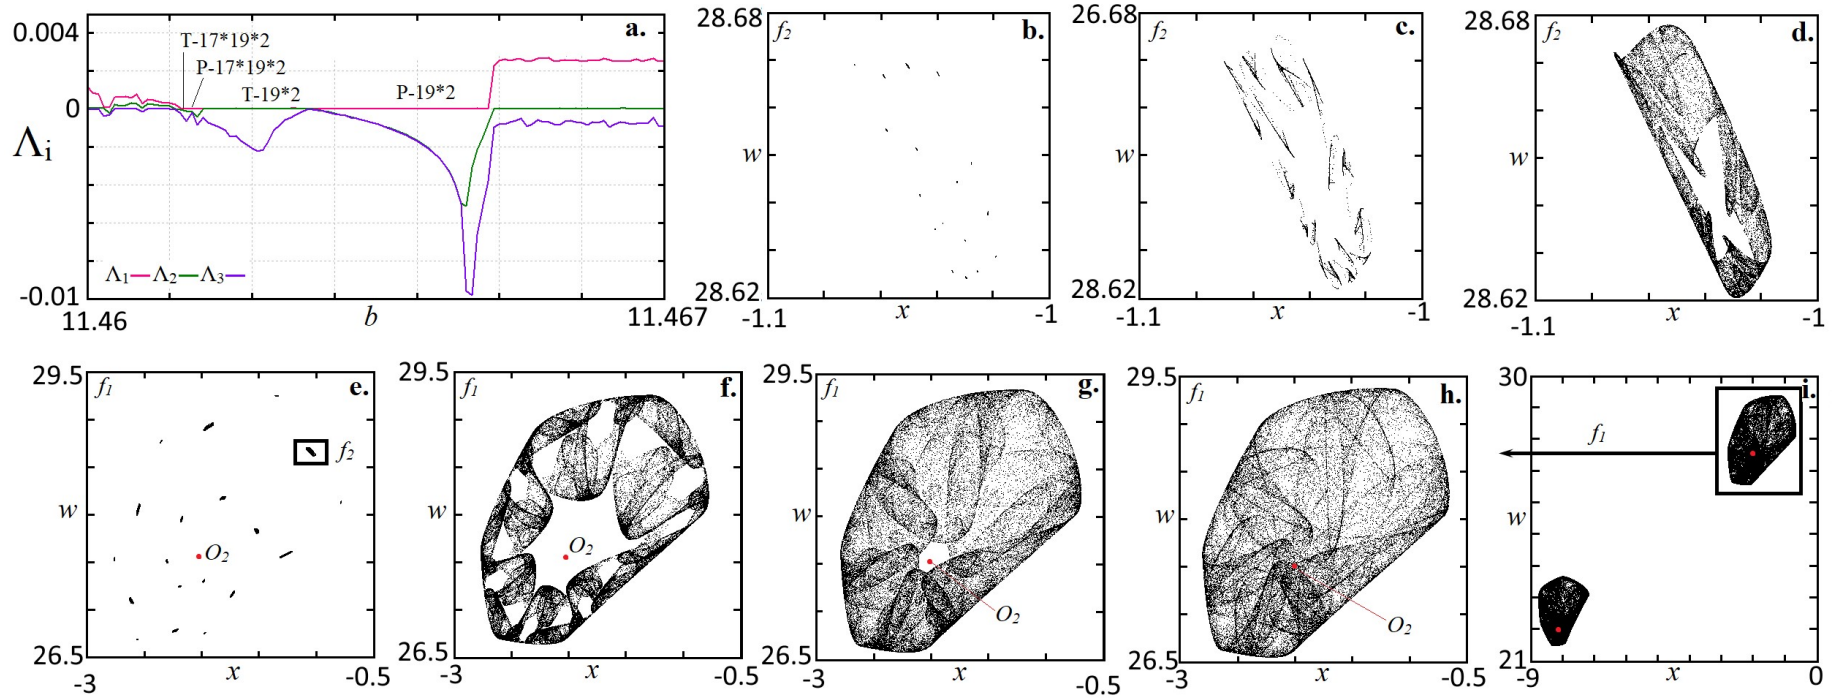 0.004
0
Λi
-0.01
11.46
b
11.467
T-17*19*2
P-17*19*2
T-19*2
P-19*2
Λ1 Λ2 Λ3
a.
28.68
f2
b.
w
28.62
-1.1
x
-1
26.68
f2
c.
w
28.62
-1.1
x
-1
28.68
f2
d.
w
28.62
-1.1
x
-1
29.5
f1
e.
f2
w
O2
26.5
-3
x
-0.5
29.5
f1
f.
w
O2
26.5
-3
x
-0.5
29.5
f1
g.
w
O2
26.5
-3
x
-0.5
29.5
f1
h.
w
O2
26.5
-3
x
-0.5
30
i.
f1
w
21
-9
x
0